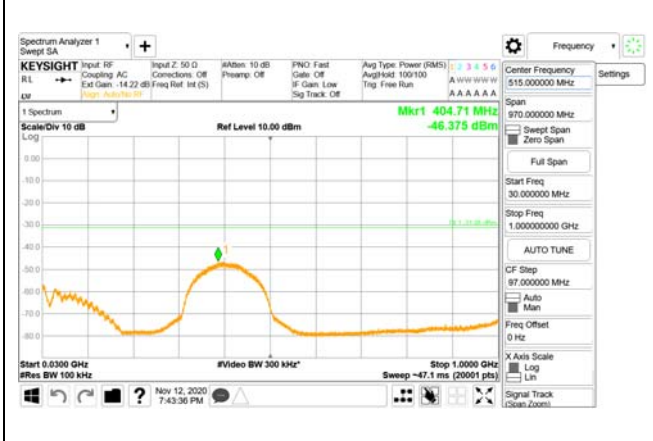 Spectrum Analyzer 1
Swept SA
+
Frequency
KEYSIGHT
RL
Input: RF
Coupling: AC
Ext Gain: -14.22 dB
Align: Auto/No RF
Input Z: 50 Ω
Corrections: Off
Freq Ref: Int (S)
#Atten: 10 dB
Preamp: Off
PNO: Fast
Gate: Off
IF Gain: Low
Sig Track: Off
Avg Type: Power (RMS)
Avg|Hold: 100/100
Trig: Free Run
1 2 3 4 5 6
A W W W W W
A A A A A A
1 Spectrum
Scale/Div 10 dB
Log
Ref Level 10.00 dBm
Mkr1 404.71 MHz
-46.375 dBm
0.00
-10.0
-20.0
-30.0
-40.0
-50.0
-60.0
-70.0
-80.0
1
Start 0.0300 GHz
#Res BW 100 kHz
#Video BW 300 kHz*
Stop 1.0000 GHz
Sweep ~47.1 ms (20001 pts)
Nov 12, 2020
7:43:36 PM
?
Center Frequency
515.000000 MHz
Settings
Span
970.000000 MHz
Swept Span
Zero Span
Full Span
Start Freq
30.000000 MHz
Stop Freq
1.000000000 GHz
AUTO TUNE
CF Step
97.000000 MHz
Auto
Man
Freq Offset
0 Hz
X Axis Scale
Log
Lin
Signal Track
(Span Zoom)